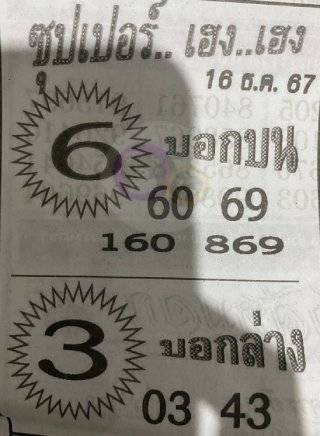 ซุปเปอร์.. เฮง..เฮง
16 ธ.ค. 67
6 บอกบน
60 69
160 869
3 บอกล่าง
03 43